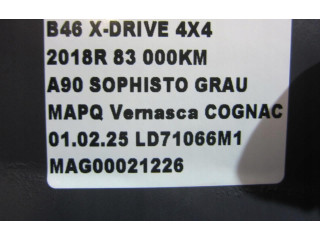 B46 X-DRIVE 4X4
2018R 83 000KM
A90 SOPHISTO GRAU
MAPQ Vernasca COGNAC
01.02.25 LD71066M1
MAG00021226